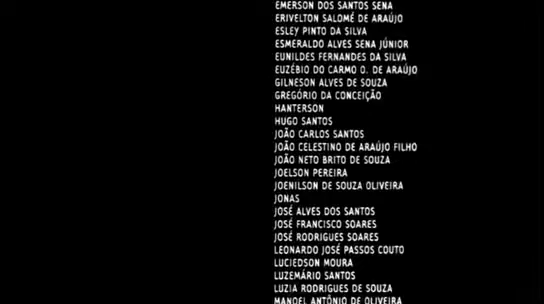 EMERSON DOS SANTOS SENA
ERIVELTON SALOMÉ DE ARAÚJO
ESLEY PINTO DA SILVA
ESMERALDO ALVES SENA JÚNIOR
EUNILDES FERNANDES DA SILVA
EUZÉBIO DO CARMO O. DE ARAÚJO
GILNESON ALVES DE SOUZA
GREGÓRIO DA CONCEIÇÃO
HANTERSON
HUGO SANTOS
JOÃO CARLOS SANTOS
JOÃO CELESTINO DE ARAÚJO FILHO
JOÃO NETO BRITO DE SOUZA
JOELSON PEREIRA
JOENILSON DE SOUZA OLIVEIRA
JONAS
JOSÉ ALVES DOS SANTOS
JOSÉ FRANCISCO SOARES
JOSÉ RODRIGUES SOARES
LEONARDO JOSÉ PASSOS COUTO
LUCIEDSON MOURA
LUZEMÁRIO SANTOS
LUZIA RODRIGUES DE SOUZA
MANOEL ANTÔNIO DE OLIVEIRA